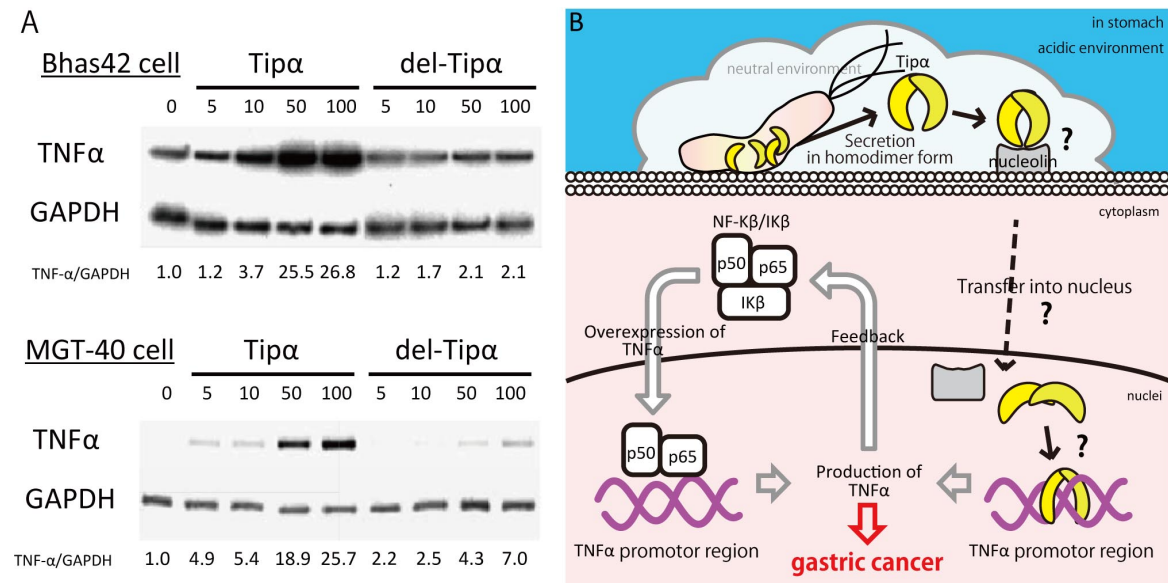 A
Bhas42 cell Tipα del-Tipα
0 5 10 50 100 5 10 50 100
TNFα
GAPDH
TNF-α/GAPDH 1.0 1.2 3.7 25.5 26.8 1.2 1.7 2.1 2.1
MGT-40 cell Tipα del-Tipα
0 5 10 50 100 5 10 50 100
TNFα
GAPDH
TNF-α/GAPDH 1.0 4.9 5.4 18.9 25.7 2.2 2.5 4.3 7.0
B
in stomach
acidic environment
neutral environment
Tipα
Secretion
in homodimer form
nucleolin
?
cytoplasm
NF-Kβ/IKβ
p50 p65
IKβ
Transfer into nucleus
?
Overexpression of
TNFα
Feedback
nuclei
?
p50 p65
Production of
TNFα
TNFα promotor region
gastric cancer
TNFα promotor region